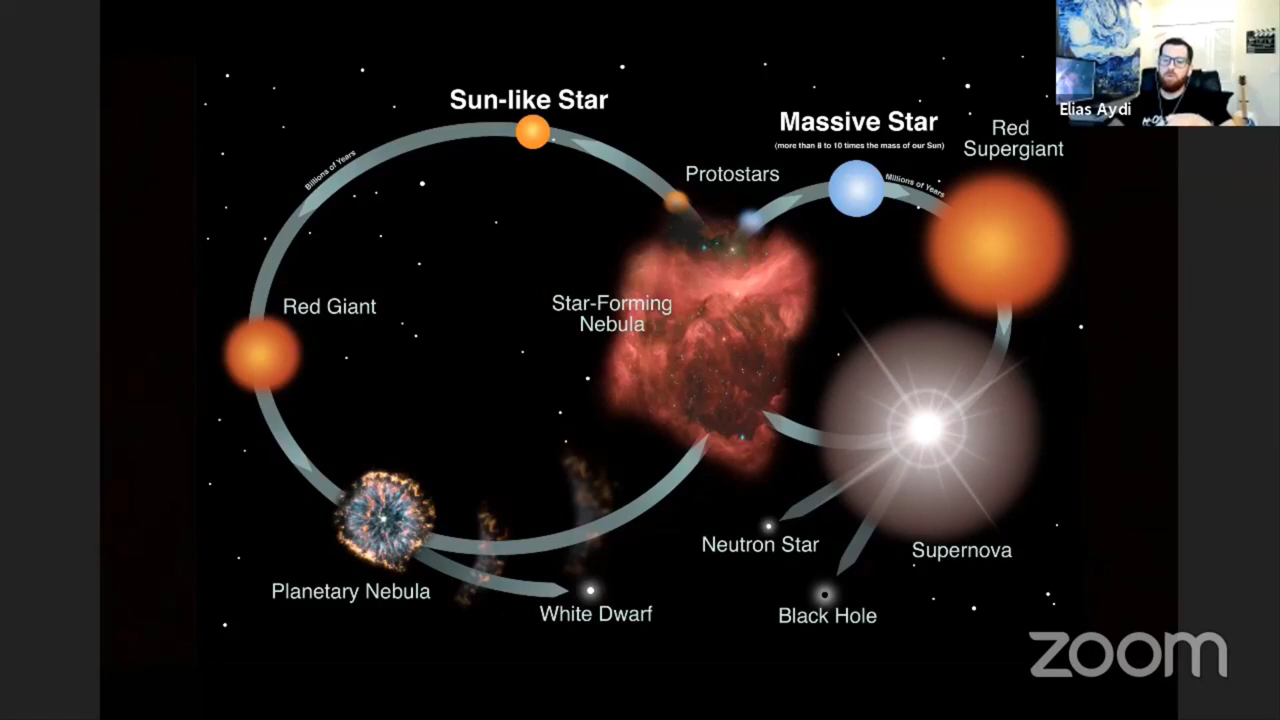 Elias Aydi
Sun-like Star
Massive Star
(more than 8 to 10 times the mass of our Sun)
Red
Supergiant
Protostars
Millions of Years
Billions of Years
Red Giant
Star-Forming
Nebula
Neutron Star
Supernova
Planetary Nebula
White Dwarf
Black Hole
zoom